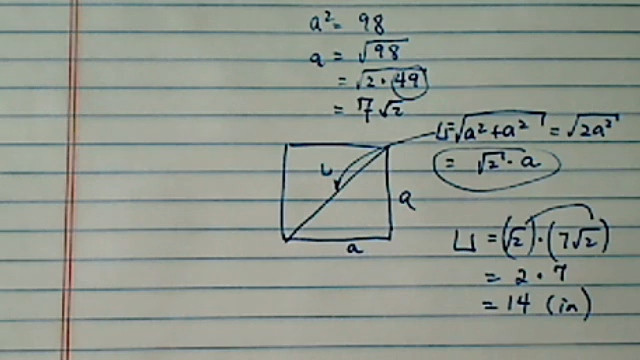 a² = 98
a = √98
= √2·49
= 7√2
L = √a²+a² = √2a²
= √2·a
L
a
a
L = (√2)·(7√2)
= 2·7
= 14 (in)